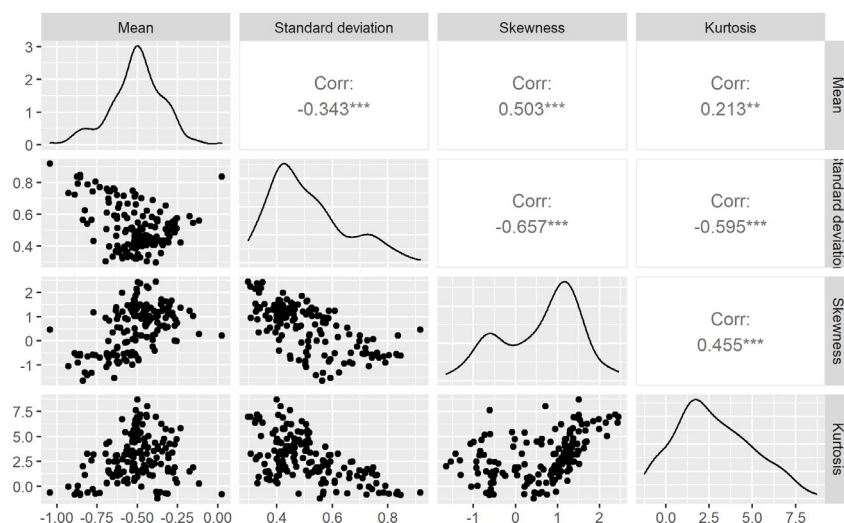 Mean Standard deviation Skewness Kurtosis
3
2
1
0
Corr:
-0.343***
Corr:
0.503***
Corr:
0.213**
Mean
0.8
0.6
0.4
Corr:
-0.657***
Corr:
-0.595***
Standard deviation
2
1
0
-1
Corr:
0.455***
Skewness
7.5
5.0
2.5
0.0
Kurtosis
-1.00 -0.75 -0.50 -0.25 0.00 0.4 0.6 0.8 -1 0 1 2 0.0 2.5 5.0 7.5